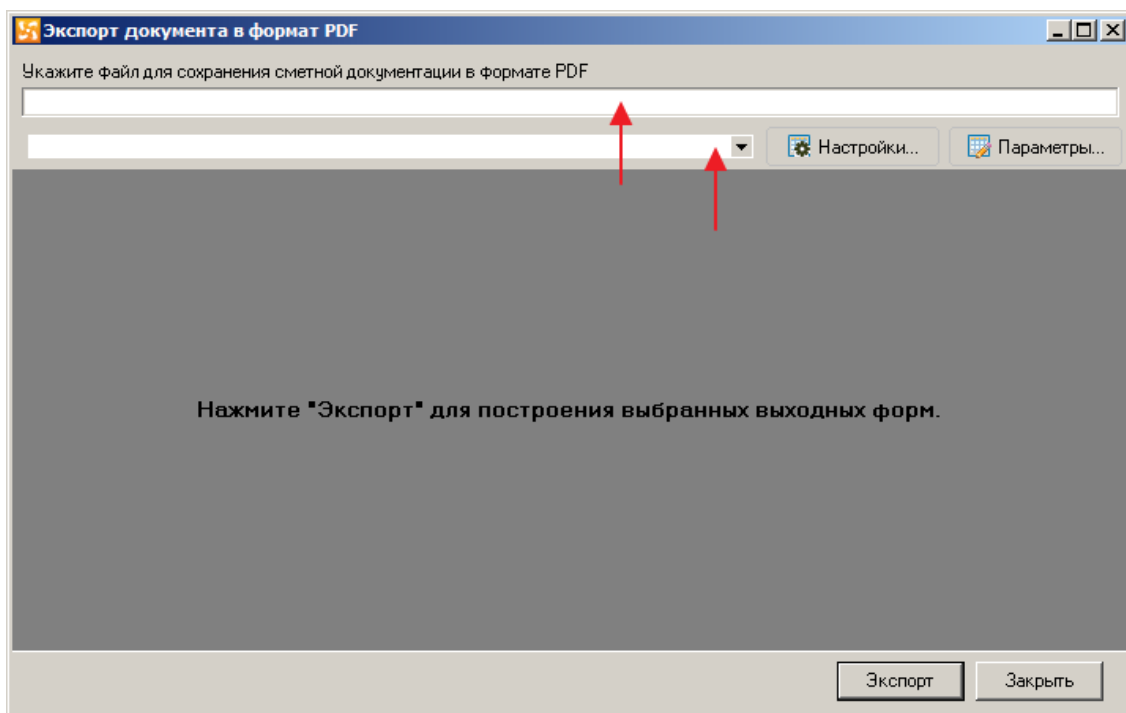 Экспорт документа в формат PDF
Укажите файл для сохранения сметной документации в формате PDF
Настройки... Параметры...
Нажмите "Экспорт" для построения выбранных выходных форм.
Экспорт Закрыть